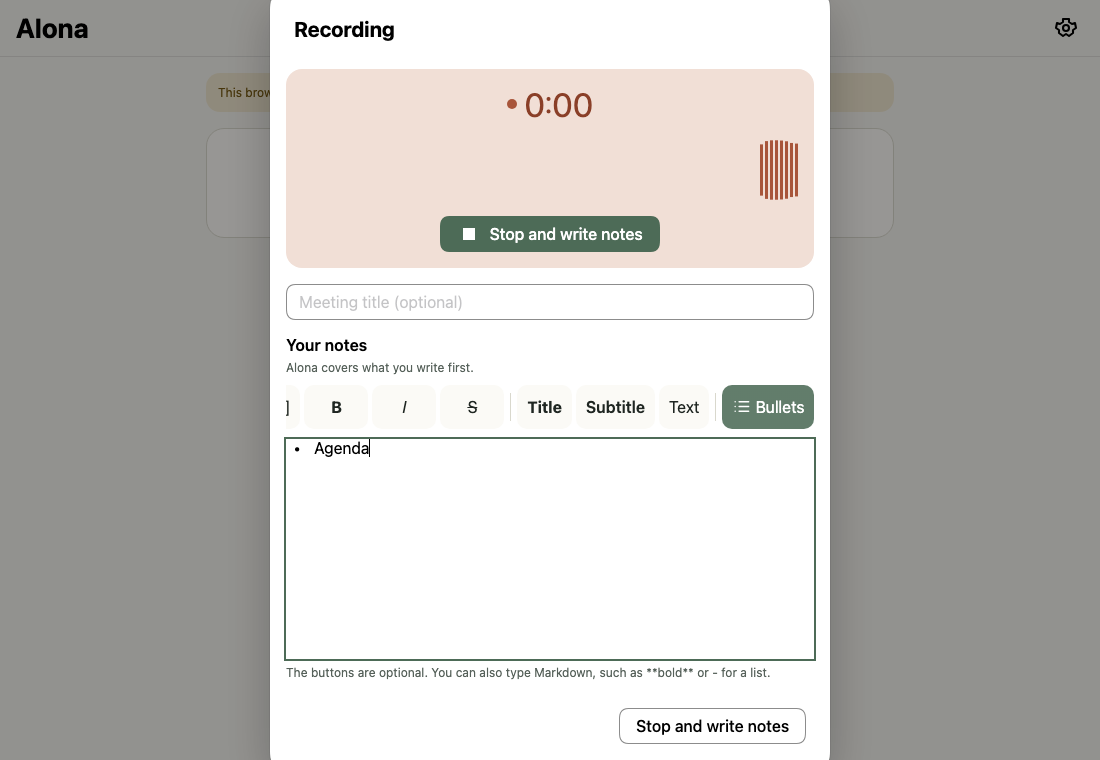 Alona
Recording
This brow
0:00
Stop and write notes
Meeting title (optional)
Your notes
Alona covers what you write first.
] B I S Title Subtitle Text Bullets
• Agenda
The buttons are optional. You can also type Markdown, such as **bold** or - for a list.
Stop and write notes